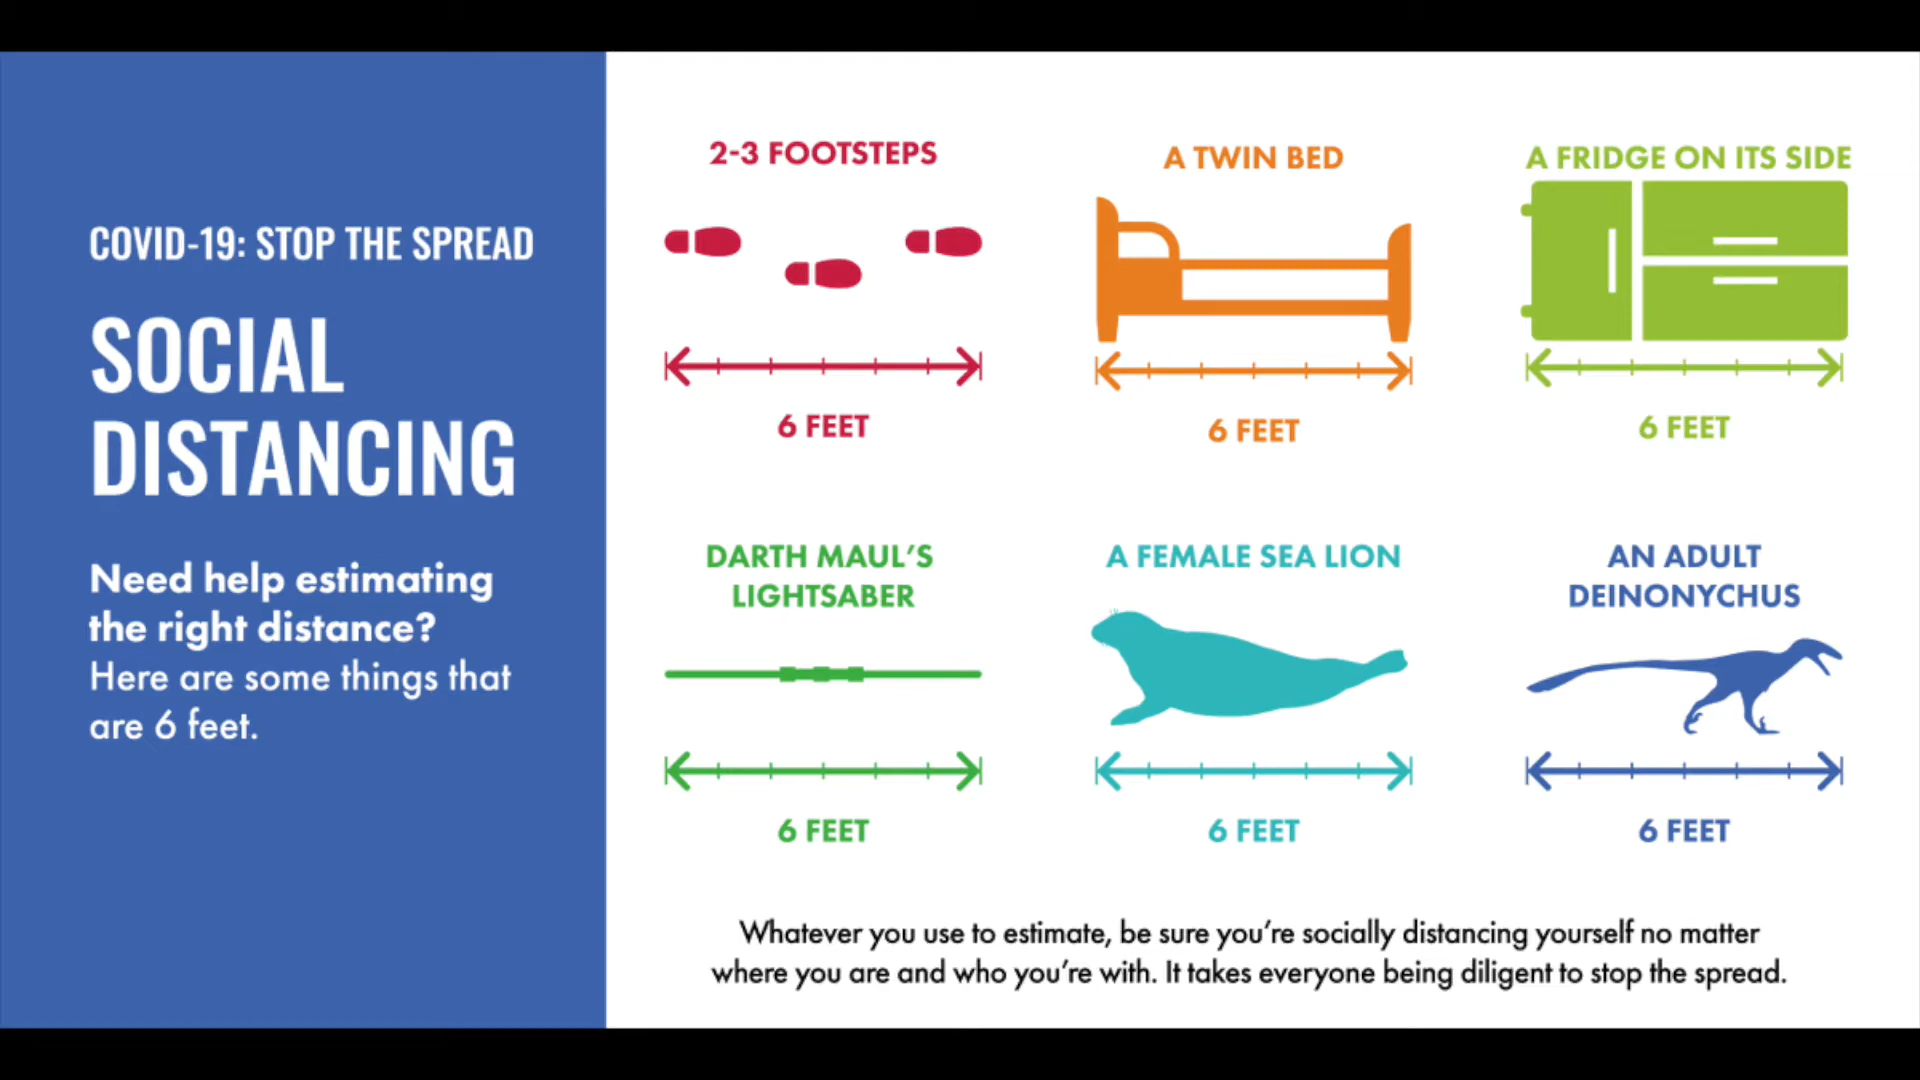 COVID-19: STOP THE SPREAD
SOCIAL
DISTANCING
Need help estimating
the right distance?
Here are some things that
are 6 feet.
2-3 FOOTSTEPS
6 FEET
A TWIN BED
6 FEET
A FRIDGE ON ITS SIDE
6 FEET
DARTH MAUL'S
LIGHTSABER
6 FEET
A FEMALE SEA LION
6 FEET
AN ADULT
DEINONYCHUS
6 FEET
Whatever you use to estimate, be sure you're socially distancing yourself no matter
where you are and who you're with. It takes everyone being diligent to stop the spread.